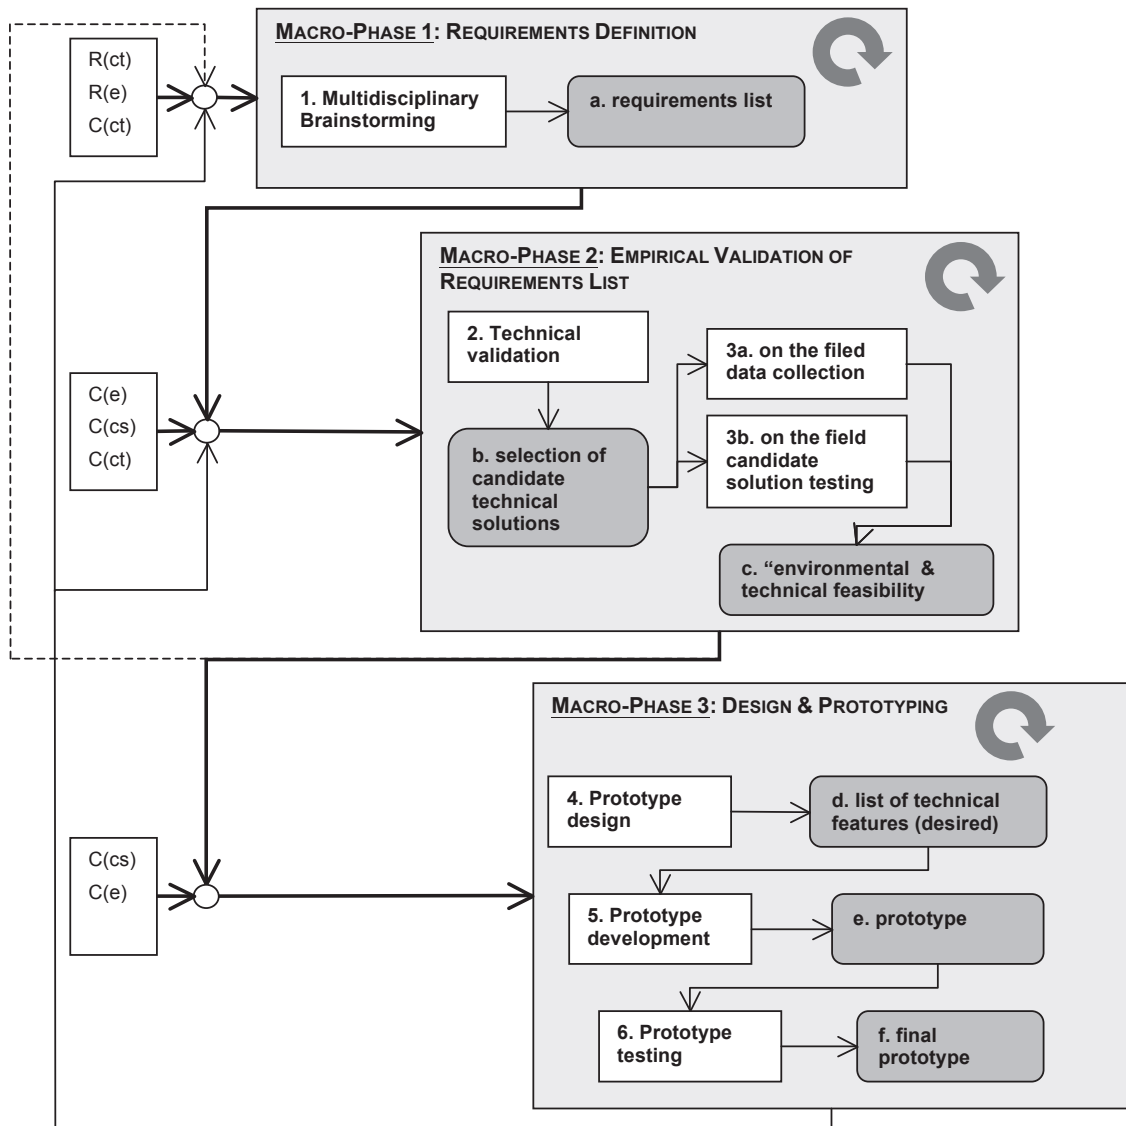 MACRO-PHASE 1: REQUIREMENTS DEFINITION
R(ct)
R(e)
C(ct)
1. Multidisciplinary
Brainstorming
a. requirements list
MACRO-PHASE 2: EMPIRICAL VALIDATION OF
REQUIREMENTS LIST
2. Technical
validation
3a. on the filed
data collection
C(e)
C(cs)
C(ct)
b. selection of
candidate
technical
solutions
3b. on the field
candidate
solution testing
c. “environmental &
technical feasibility
MACRO-PHASE 3: DESIGN & PROTOTYPING
4. Prototype
design
d. list of technical
features (desired)
C(cs)
C(e)
5. Prototype
development
e. prototype
6. Prototype
testing
f. final
prototype